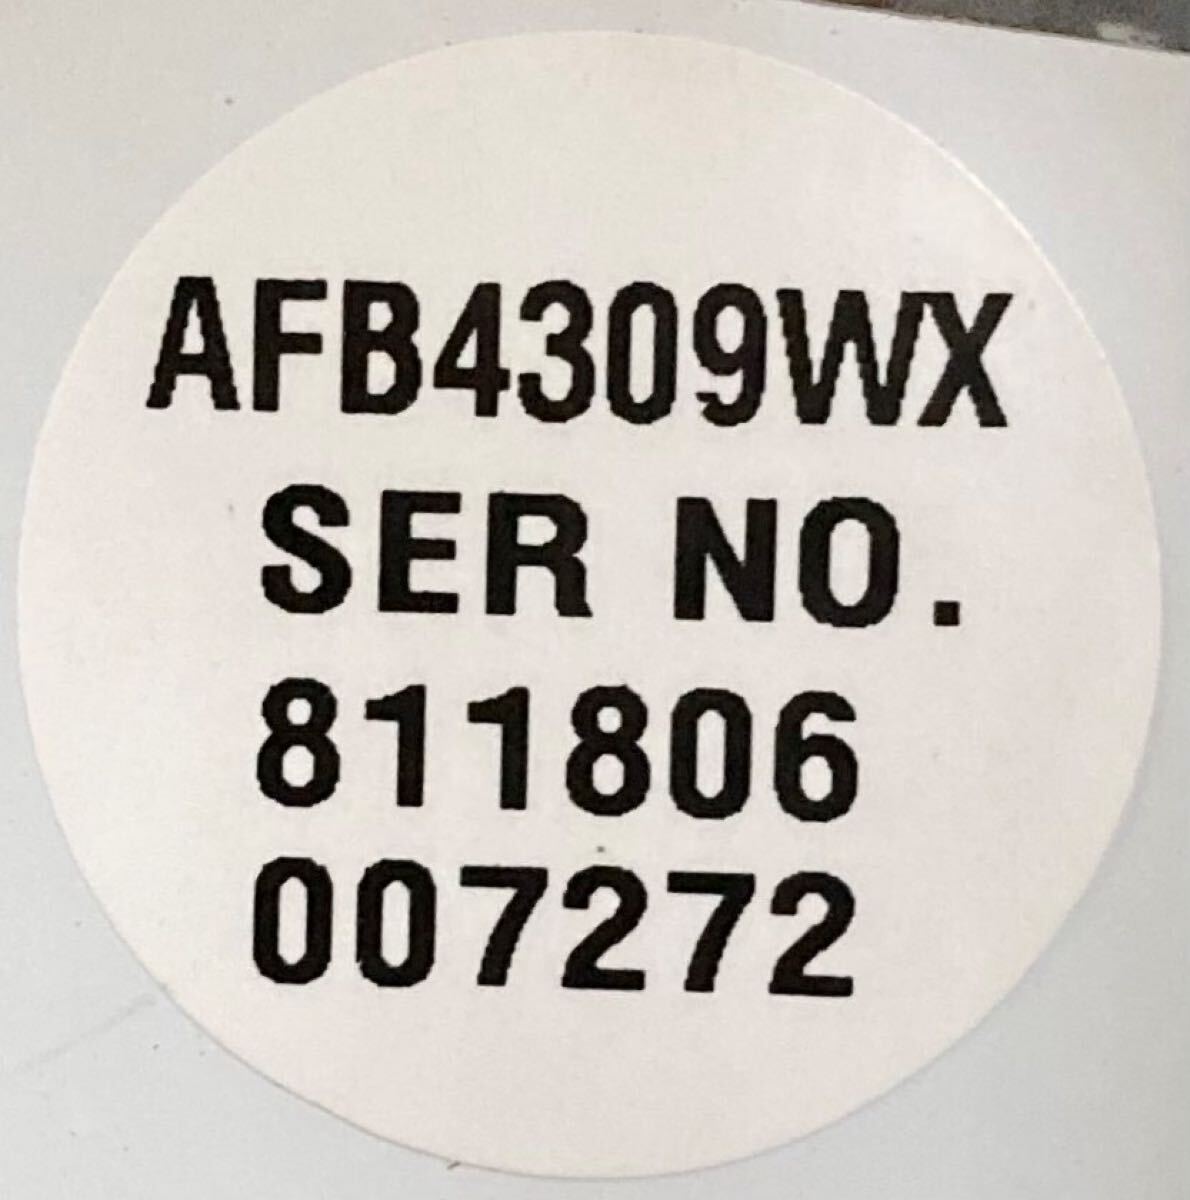 AFB4309WX
SER NO.
811806
007272